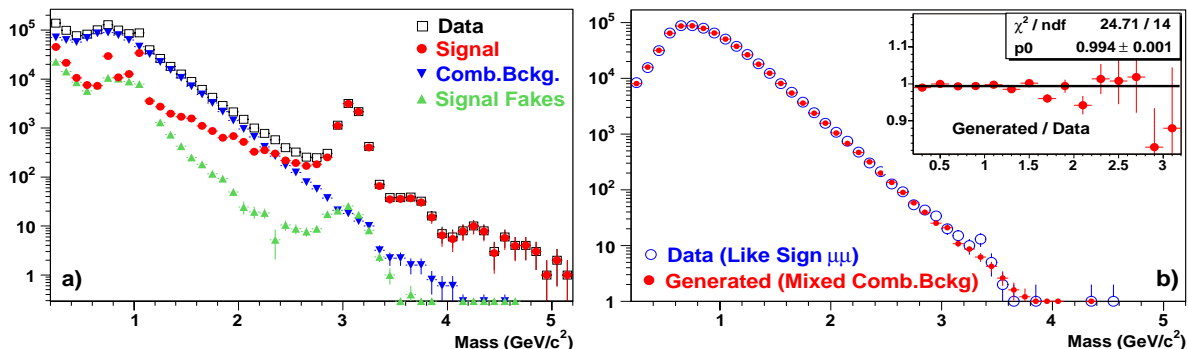 a)
10⁵
10⁴
10³
10²
10
1
Data
Signal
Comb.Bckg.
Signal Fakes
a)
1 2 3 4 5
Mass (GeV/c²)
10⁵
10⁴
10³
10²
10
1
χ² / ndf 24.71 / 14
p0 0.994 ± 0.001
1.1
1
0.9
Generated / Data
0.5 1 1.5 2 2.5 3
Data (Like Sign μμ)
Generated (Mixed Comb.Bckg)
b)
1 2 3 4 5
Mass (GeV/c²)